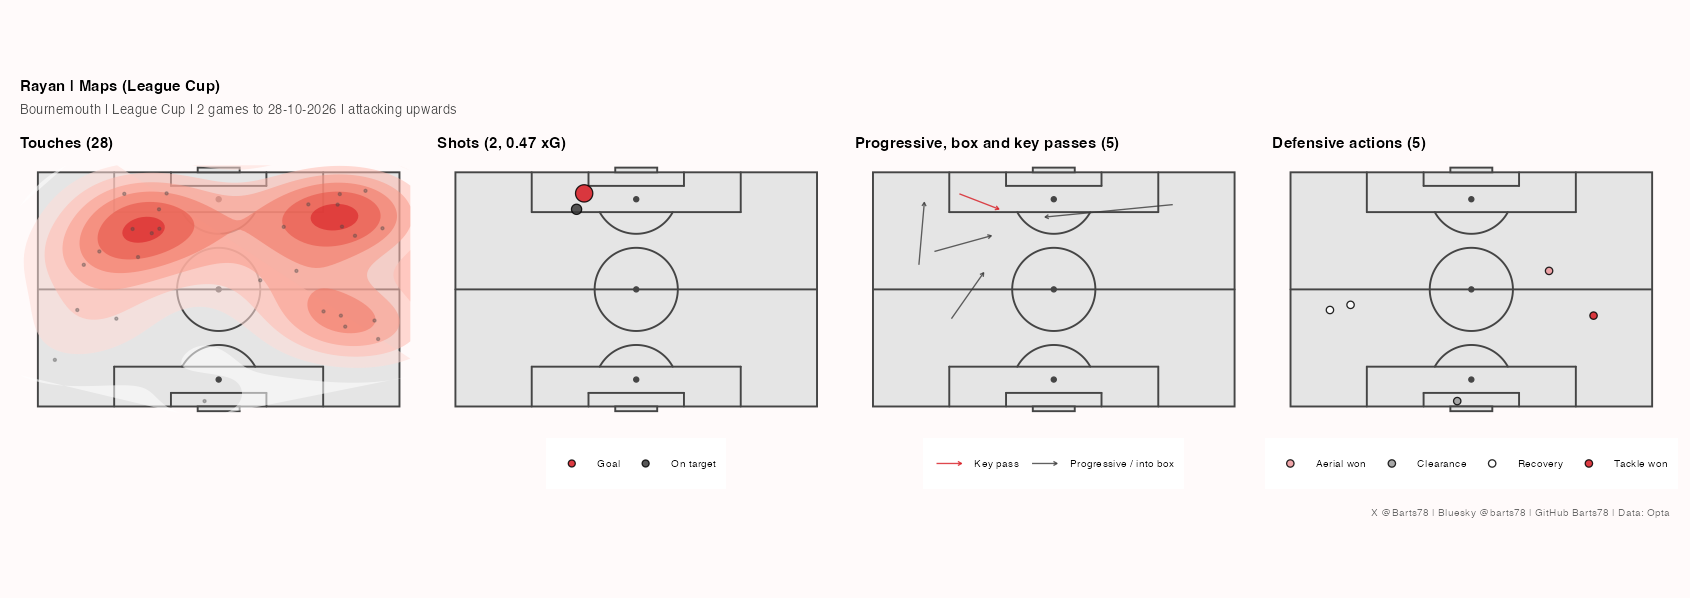 Rayan | Maps (League Cup)
Bournemouth | League Cup | 2 games to 28-10-2026 | attacking upwards
Touches (28)
Shots (2, 0.47 xG)
Progressive, box and key passes (5)
Defensive actions (5)
Goal
On target
Key pass
Progressive / into box
Aerial won
Clearance
Recovery
Tackle won
X @Barts78 | Bluesky @barts78 | GitHub Barts78 | Data: Opta